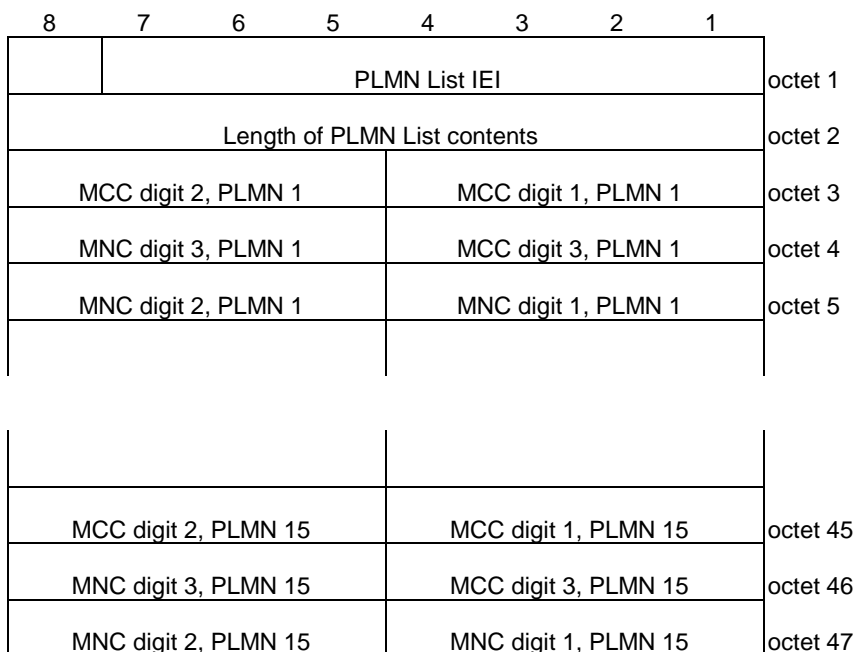 8 7 6 5 4 3 2 1
PLMN List IEI octet 1
Length of PLMN List contents octet 2
MCC digit 2, PLMN 1 MCC digit 1, PLMN 1 octet 3
MNC digit 3, PLMN 1 MCC digit 3, PLMN 1 octet 4
MNC digit 2, PLMN 1 MNC digit 1, PLMN 1 octet 5
MCC digit 2, PLMN 15 MCC digit 1, PLMN 15 octet 45
MNC digit 3, PLMN 15 MCC digit 3, PLMN 15 octet 46
MNC digit 2, PLMN 15 MNC digit 1, PLMN 15 octet 47